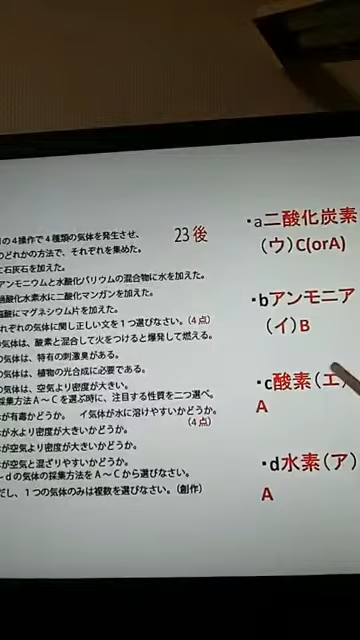 の4操作で4種類の気体を発生させ、
のどれかの方法で、それぞれを集めた。
23後
に石灰石を加えた。
アンモニウムと水酸化バリウムの混合物に水を加えた。
過酸化水素水に二酸化マンガンを加えた。
塩酸にマグネシウム片を加えた。
それぞれの気体に関し正しい文を1つ選びなさい。(4点)
気体は、酸素と混合して火をつけると爆発して燃える。
の気体は、特有の刺激臭がある。
の気体は、植物の光合成に必要である。
の気体は、空気より密度が大きい。
採集方法A~Cを選ぶ時に、注目する性質を二つ選べ。
が有毒かどうか。 イ気体が水に溶けやすいかどうか。
(4点)
が水より密度が大きいかどうか。
が空気より密度が大きいかどうか。
が空気と混ざりやすいかどうか。
~dの気体の採集方法をA~Cから選びなさい。
だし、1つの気体のみは複数を選びなさい。(創作)
・a二酸化炭素
(ウ)C(orA)
・bアンモニア
(イ)B
・c酸素(エ)
A
・d水素(ア)
A